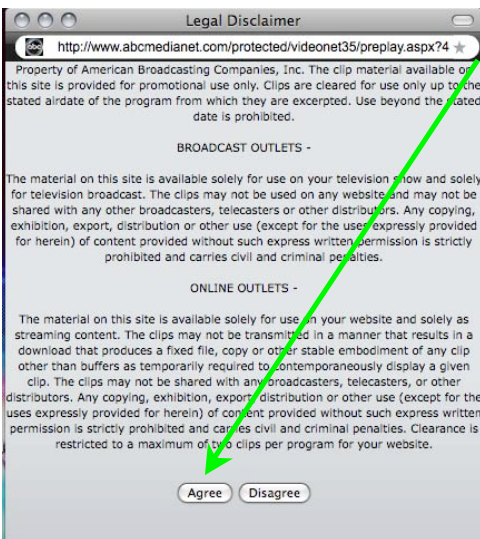 Legal Disclaimer
abc http://www.abcmedianet.com/protected/videonet35/preplay.aspx?4
Property of American Broadcasting Companies, Inc. The clip material available on
this site is provided for promotional use only. Clips are cleared for use only up to the
stated airdate of the program from which they are excerpted. Use beyond the stated
date is prohibited.
BROADCAST OUTLETS -
The material on this site is available solely for use on your television show and solely
for television broadcast. The clips may not be used on any website and may not be
shared with any other broadcasters, telecasters or other distributors. Any copying,
exhibition, export, distribution or other use (except for the uses expressly provided
for herein) of content provided without such express written permission is strictly
prohibited and carries civil and criminal penalties.
ONLINE OUTLETS -
The material on this site is available solely for use on your website and solely as
streaming content. The clips may not be transmitted in a manner that results in a
download that produces a fixed file, copy or other stable embodiment of any clip
other than buffers as temporarily required to contemporaneously display a given
clip. The clips may not be shared with any broadcasters, telecasters, or other
distributors. Any copying, exhibition, export, distribution or other use (except for the
uses expressly provided for herein) of content provided without such express written
permission is strictly prohibited and carries civil and criminal penalties. Clearance is
restricted to a maximum of two clips per program for your website.
Agree Disagree